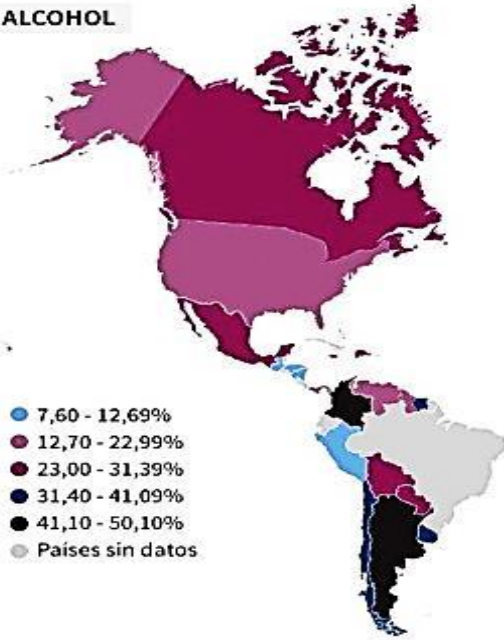 ALCOHOL
7,60 - 12,69%
12,70 - 22,99%
23,00 - 31,39%
31,40 - 41,09%
41,10 - 50,10%
Países sin datos